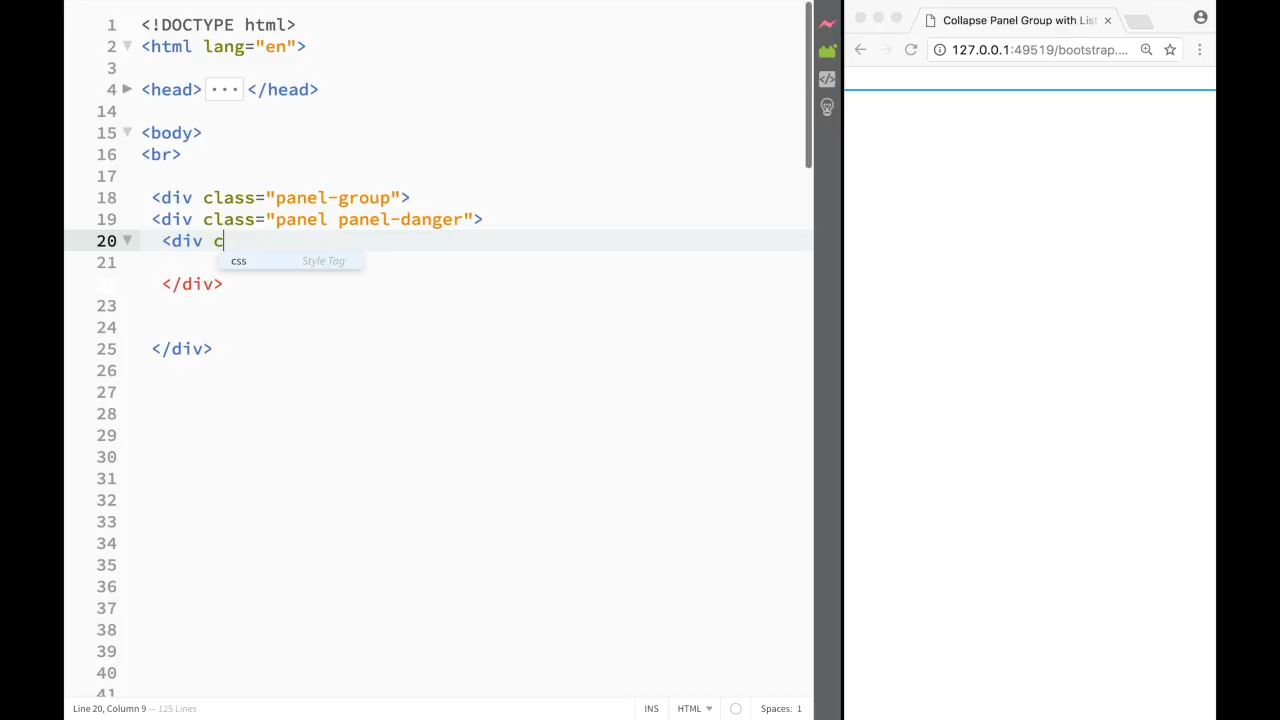 1 <!DOCTYPE html>
2 <html lang="en">
3
4 <head> ··· </head>
14
15 <body>
16 <br>
17
18 <div class="panel-group">
19 <div class="panel panel-danger">
20 <div c
css Style Tag
21
</div>
23
24
25 </div>
26
27
28
29
30
31
32
33
34
35
36
37
38
39
40
41
Line 20, Column 9 — 125 Lines
INS
HTML
Spaces: 1
Collapse Panel Group with List
127.0.0.1:49519/bootstrap....